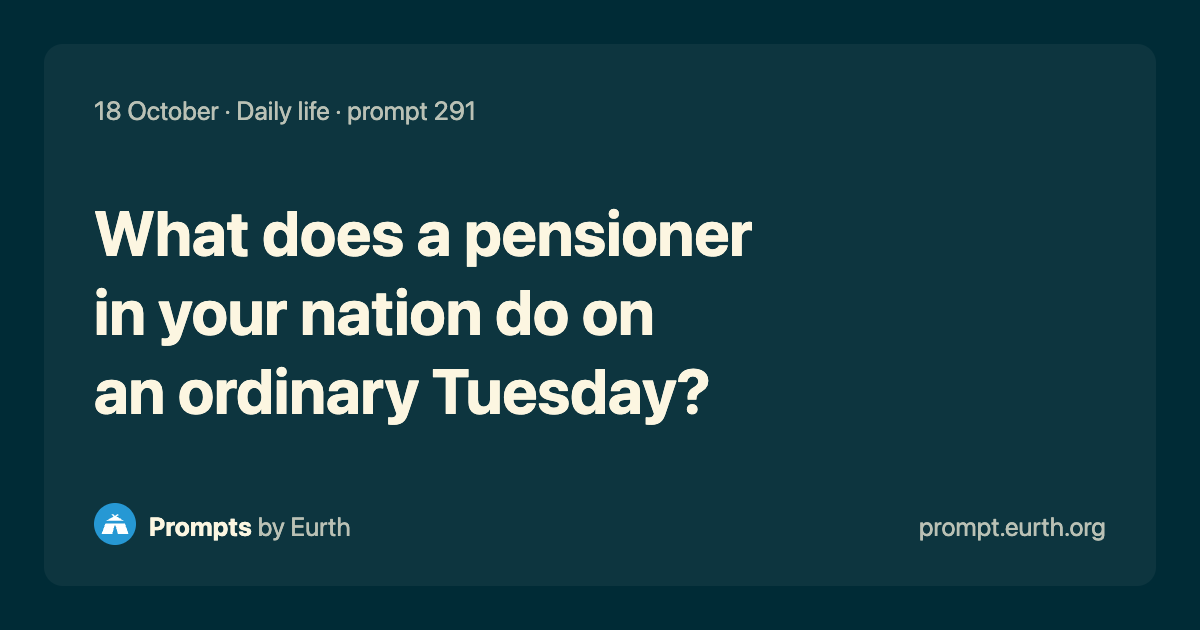 18 October · Daily life · prompt 291
What does a pensioner
in your nation do on
an ordinary Tuesday?
Prompts by Eurth
prompt.eurth.org